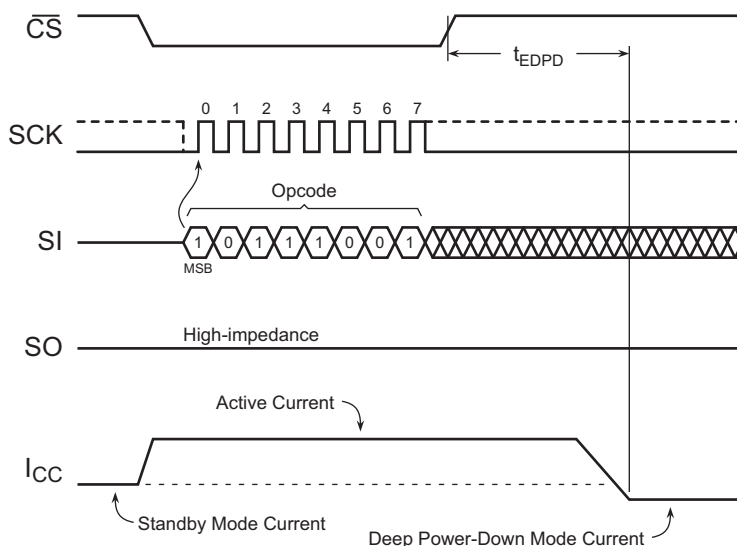 CS
tEDPD
0 1 2 3 4 5 6 7
SCK
Opcode
SI
1 0 1 1 1 0 0 1
MSB
High-impedance
SO
Active Current
ICC
Standby Mode Current
Deep Power-Down Mode Current